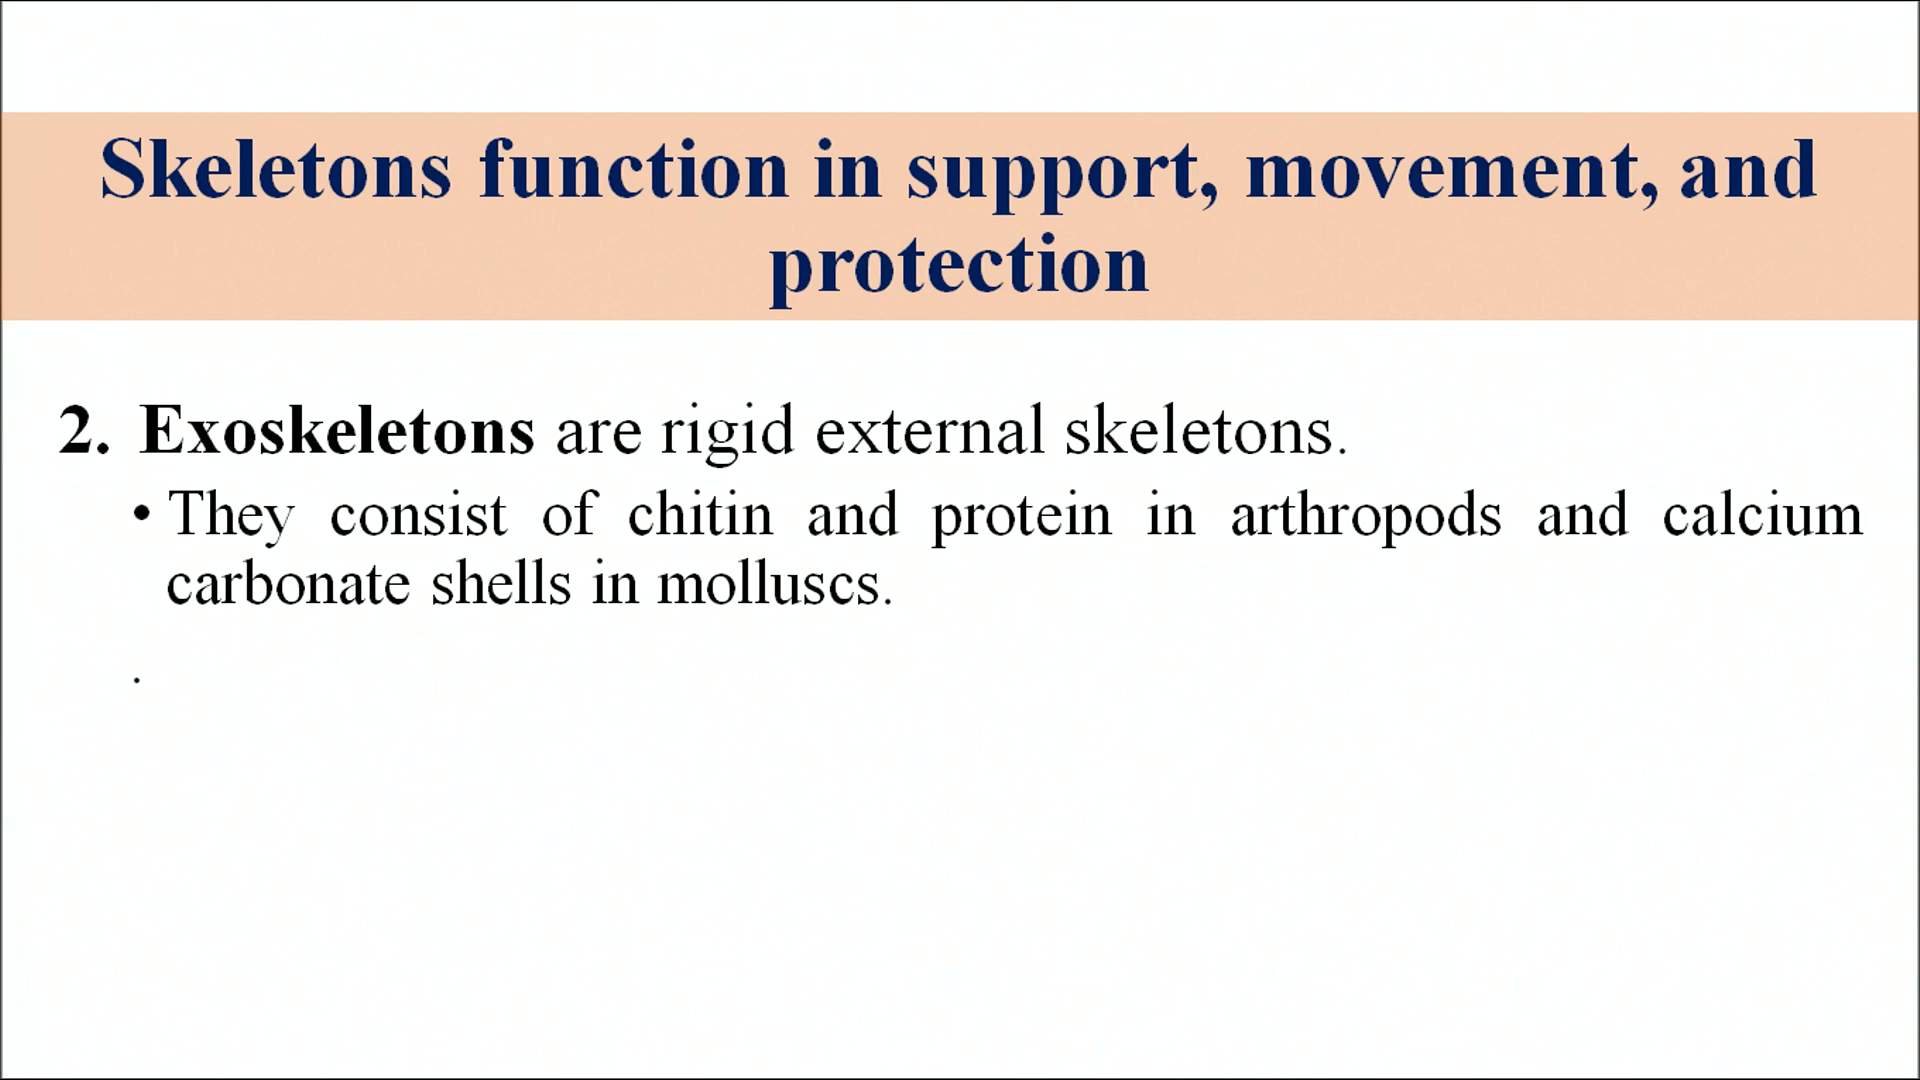 Skeletons function in support, movement, and
protection
2. Exoskeletons are rigid external skeletons.
• They consist of chitin and protein in arthropods and calcium
carbonate shells in molluscs.
.